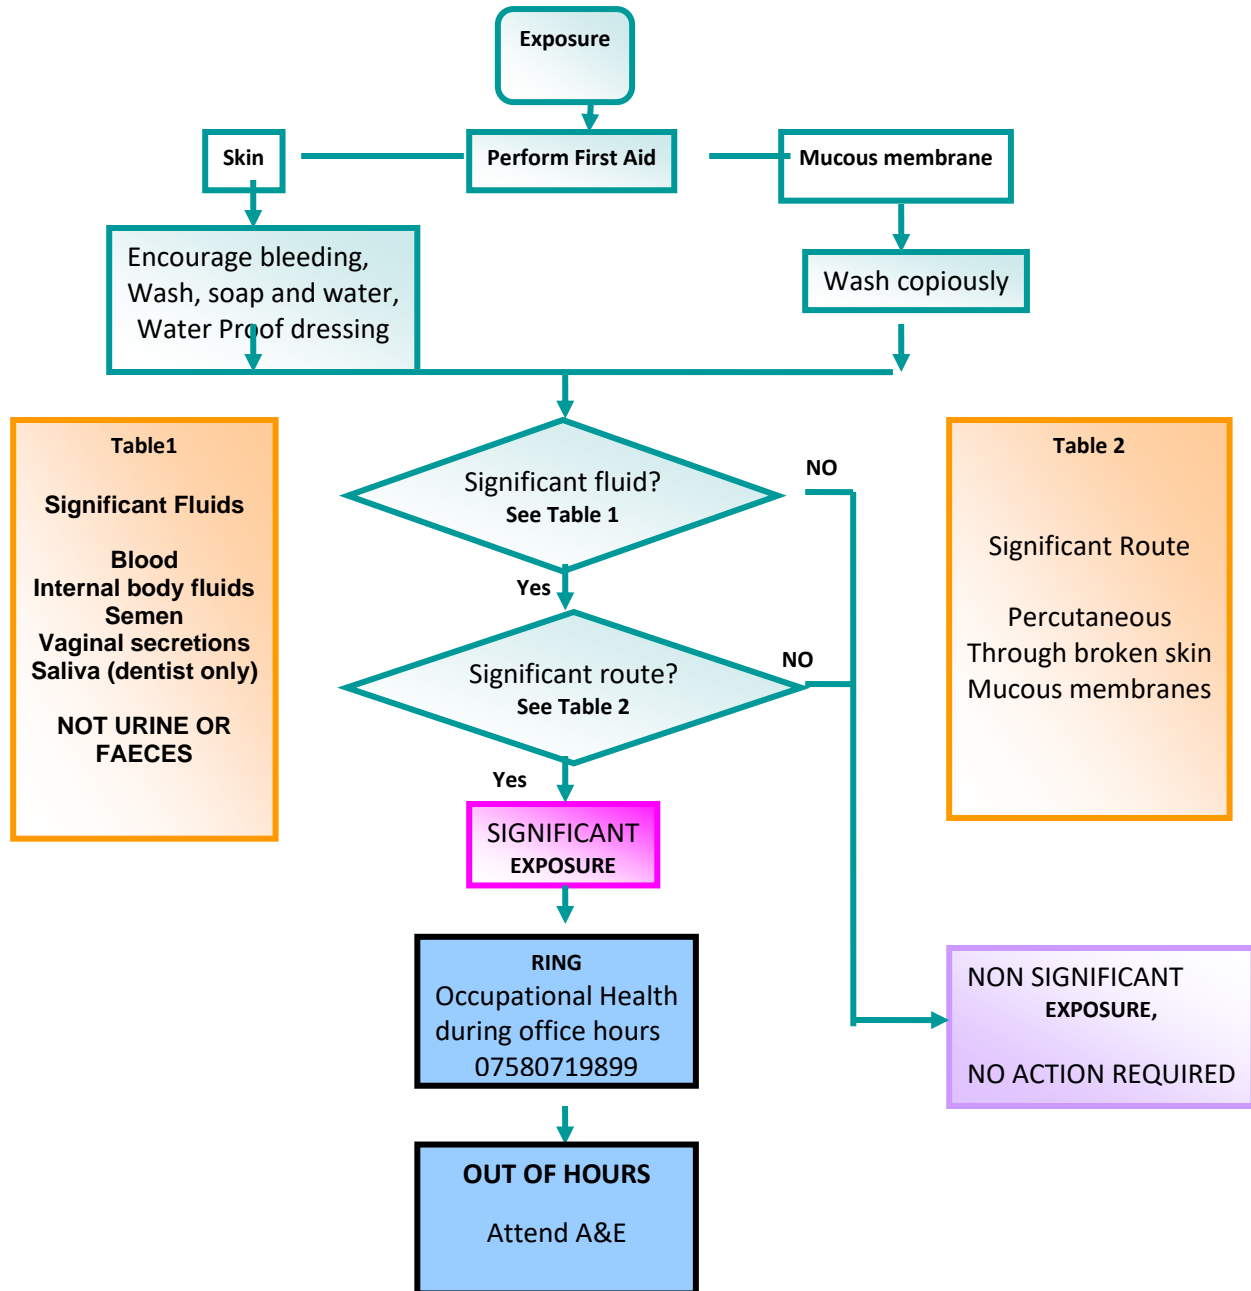 Exposure
Skin
Perform First Aid
Mucous membrane
Encourage bleeding,
Wash, soap and water,
Water Proof dressing
Wash copiously
Table1
Significant Fluids
Blood
Internal body fluids
Semen
Vaginal secretions
Saliva (dentist only)
NOT URINE OR
FAECES
Significant fluid?
See Table 1
NO
Yes
Table 2
Significant Route
Percutaneous
Through broken skin
Mucous membranes
Significant route?
See Table 2
NO
Yes
SIGNIFICANT
EXPOSURE
RING
Occupational Health
during office hours
07580719899
NON SIGNIFICANT
EXPOSURE,
NO ACTION REQUIRED
OUT OF HOURS
Attend A&E